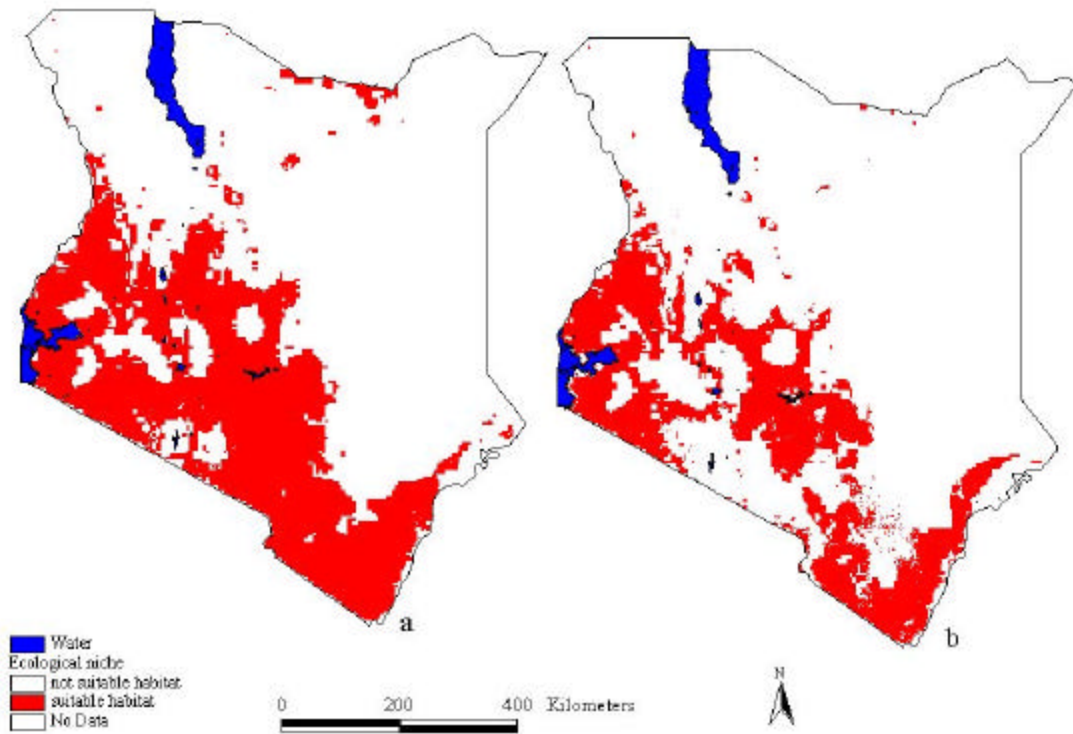 a
b
Water
Ecological niche
not suitable habitat
suitable habitat
No Data
0 200 400 Kilometers
N